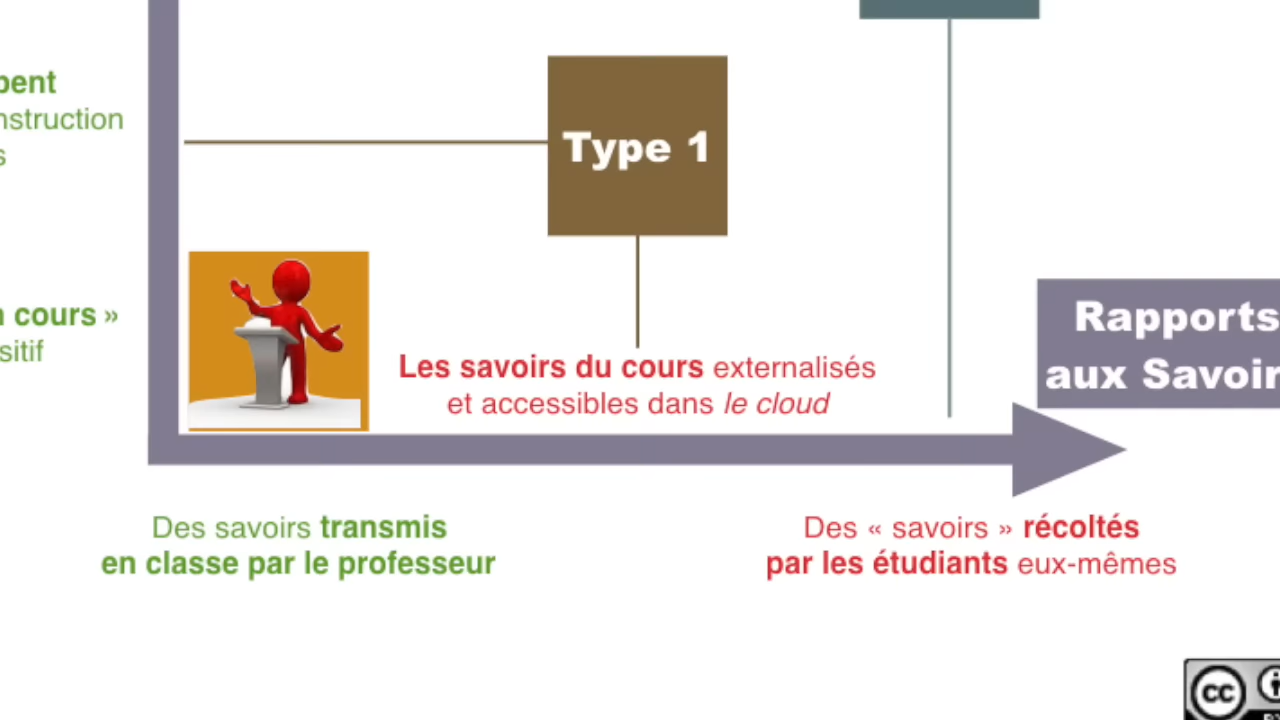 pent
nstruction
s
Type 1
n cours »
sitif
Les savoirs du cours externalisés
et accessibles dans le cloud
Rapports
aux Savoir
Des savoirs transmis
en classe par le professeur
Des « savoirs » récoltés
par les étudiants eux-mêmes
cc